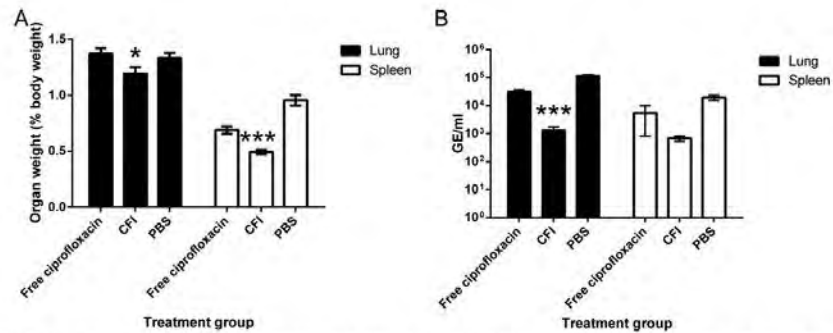 A
Organ weight (% body weight)
1.5
1.0
0.5
0.0
*
***
Lung
Spleen
Free ciprofloxacin
CFI
PBS
Free ciprofloxacin
CFI
PBS
Treatment group
B
GE/ml
10⁶
10⁵
10⁴
10³
10²
10¹
10⁰
***
Lung
Spleen
Free ciprofloxacin
CFI
PBS
Free ciprofloxacin
CFI
PBS
Treatment group